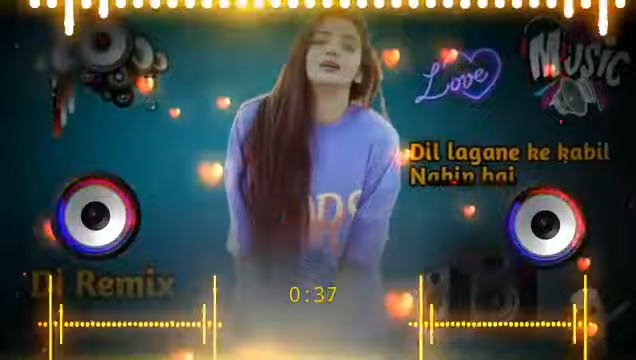 Love
MUSIC
Dil lagane ke kabil
Nahin hai
Dj Remix
0:37